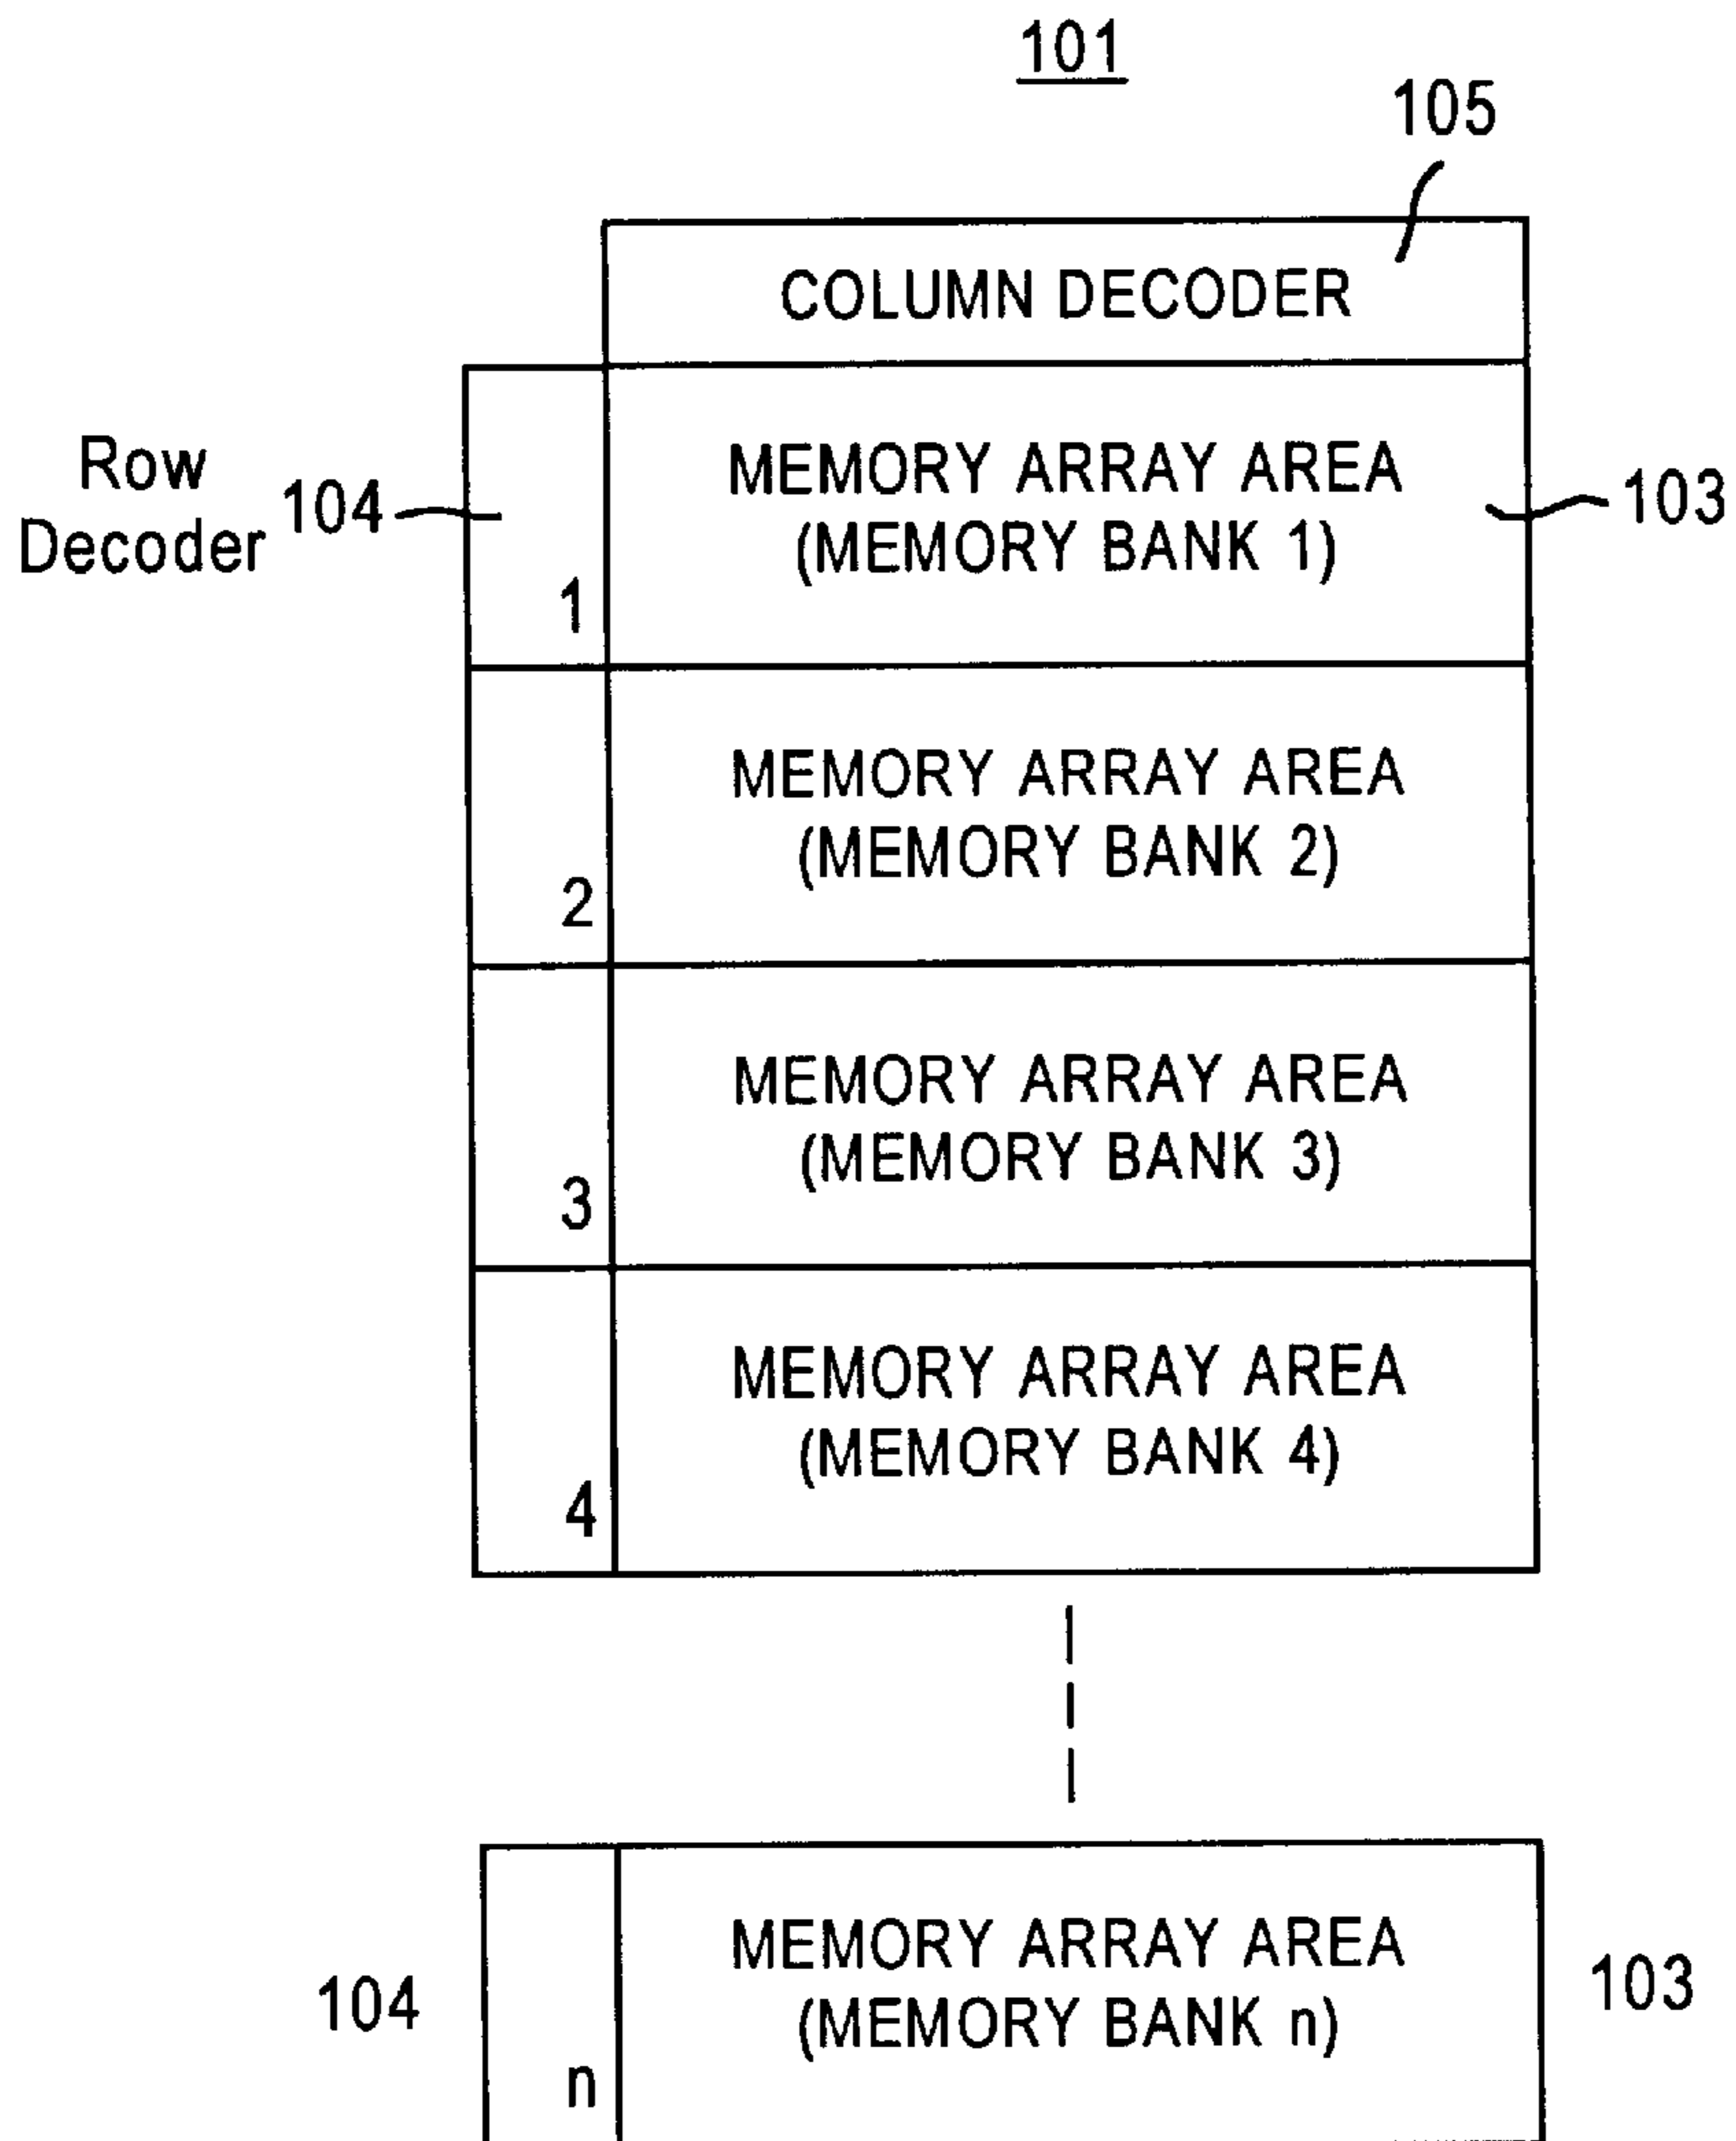 101
105
COLUMN DECODER
Row
Decoder
104
MEMORY ARRAY AREA
(MEMORY BANK 1)
103
1
MEMORY ARRAY AREA
(MEMORY BANK 2)
2
MEMORY ARRAY AREA
(MEMORY BANK 3)
3
MEMORY ARRAY AREA
(MEMORY BANK 4)
4
MEMORY ARRAY AREA
(MEMORY BANK n)
104
103
n